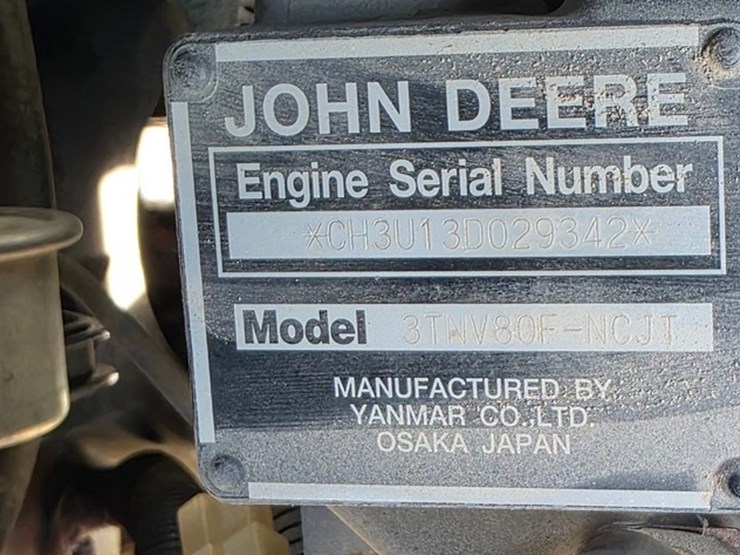 JOHN DEERE
Engine Serial Number
*CH3U13D029342*
Model 3TNV80F-NCJT
MANUFACTURED BY
YANMAR CO.,LTD.
OSAKA JAPAN